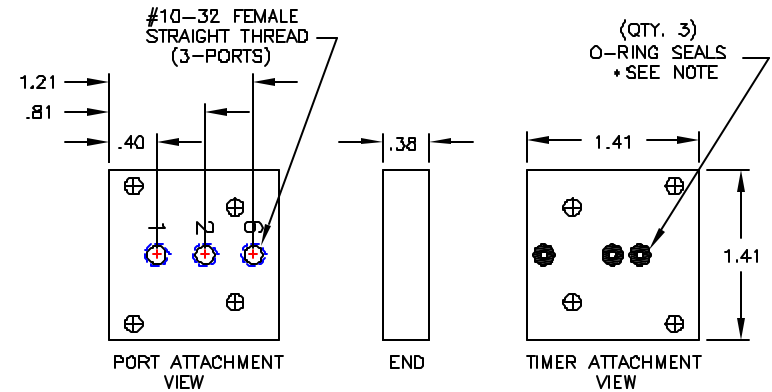 #10-32 FEMALE
STRAIGHT THREAD
(3-PORTS)
(QTY. 3)
O-RING SEALS
*SEE NOTE
1.21
.81
.40
.38
1.41
1 2 6
1.41
PORT ATTACHMENT
VIEW
END
TIMER ATTACHMENT
VIEW